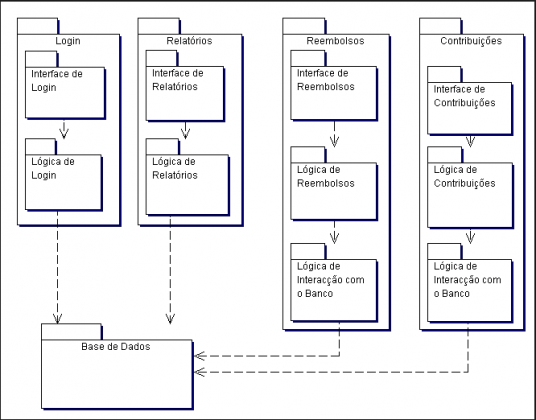 Login
Relatórios
Reembolsos
Contribuições
Interface de
Login
Interface de
Relatórios
Interface de
Reembolsos
Interface de
Contribuições
Lógica de
Login
Lógica de
Relatórios
Lógica de
Reembolsos
Lógica de
Contribuições
Lógica de
Interacção com
o Banco
Lógica de
Interacção com
o Banco
Base de Dados